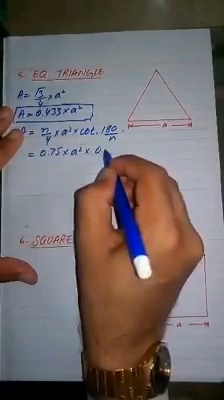 5. EQ. TRIANGLE
A = √3/4 × a²
A = 0.433 × a²
A = n/4 × a² × cot. 180/n.
= 0.75 × a² × 0.
a
6- SQUARE
a